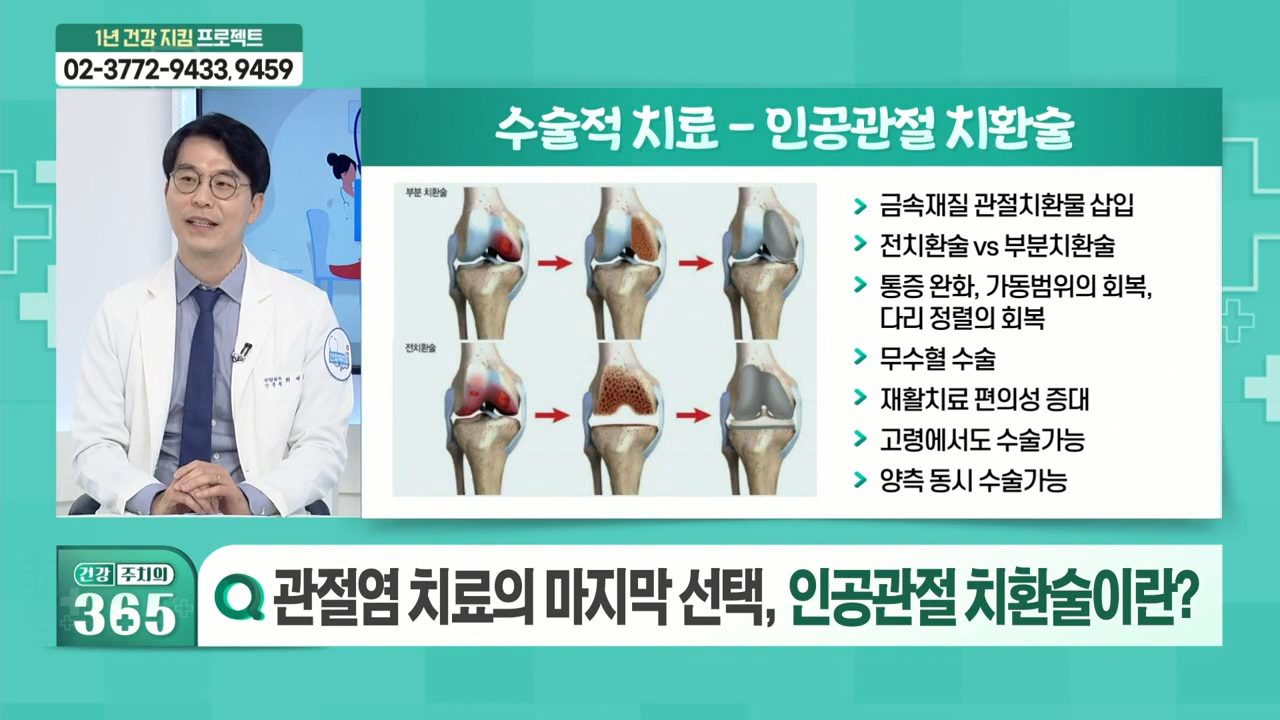 1년 건강 지킴 프로젝트
02-3772-9433, 9459
수술적 치료 - 인공관절 치환술
부분 치환술
전치환술
금속재질 관절치환물 삽입
전치환술 vs 부분치환술
통증 완화, 가동범위의 회복,
다리 정렬의 회복
무수혈 수술
재활치료 편의성 증대
고령에서도 수술가능
양측 동시 수술가능
건강 주치의
365
Q 관절염 치료의 마지막 선택, 인공관절 치환술이란?